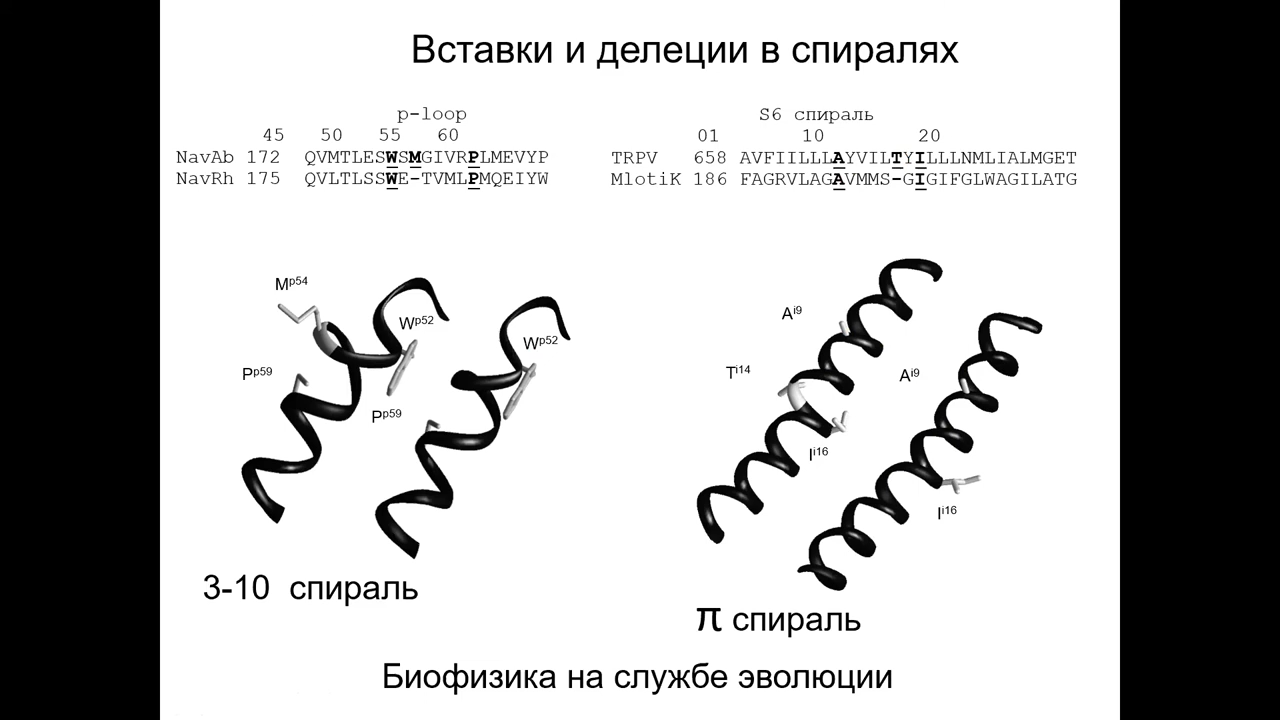 Вставки и делеции в спиралях
p-loop
45 50 55 60
NavAb 172 QVMTLESWSMGIVRPLMEVYP
NavRh 175 QVLTLSSWE-TVMLPMQEIYW
S6 спираль
01 10 20
TRPV 658 AVFIILLLAYVILTYILLLNMLIALMGET
MlotiK 186 FAGRVLAGAVMMS-GIGIFGLWAGILATG
Mp54
Wp52
Pp59
Wp52
Pp59
Ai9
Ti14
Ai9
Ii16
Ii16
3-10 спираль
π спираль
Биофизика на службе эволюции